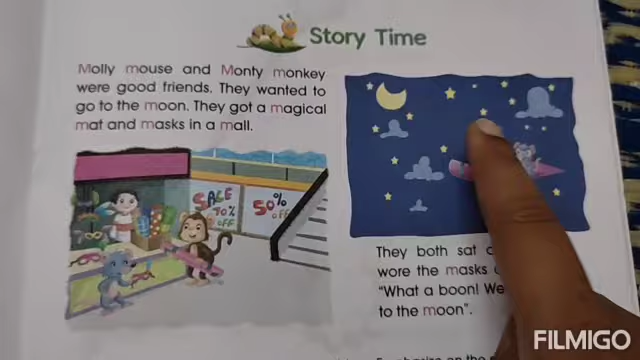 Story Time
Molly mouse and Monty monkey
were good friends. They wanted to
go to the moon. They got a magical
mat and masks in a mall.
SALE
70%
OFF
50%
OFF
They both sat
wore the masks
"What a boon! We
to the moon".
FILMIGO